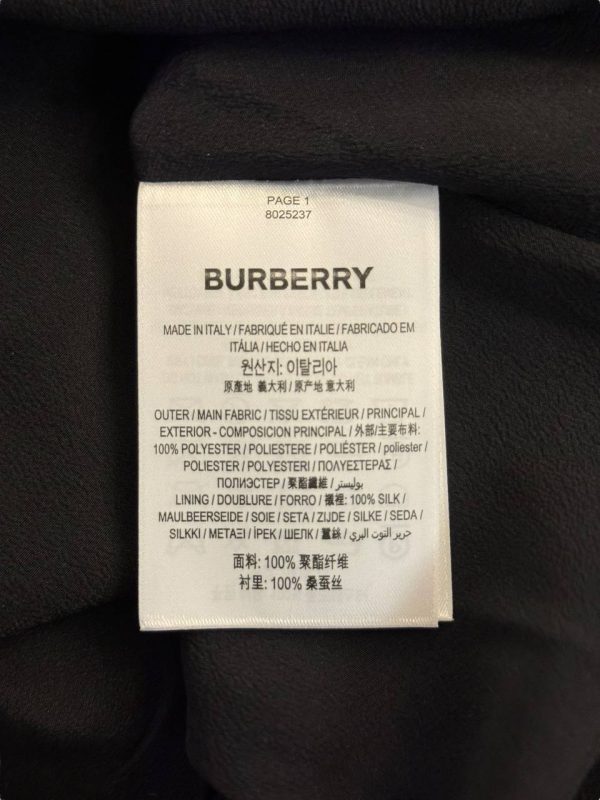 PAGE 1
8025237
BURBERRY
MADE IN ITALY / FABRIQUÉ EN ITALIE / FABRICADO EM
ITÁLIA / HECHO EN ITALIA
원산지: 이탈리아
原產地 義大利 / 原产地 意大利
OUTER / MAIN FABRIC / TISSU EXTÉRIEUR / PRINCIPAL /
EXTERIOR - COMPOSICION PRINCIPAL / 外部/主要布料:
100% POLYESTER / POLIESTERE / POLIÉSTER / poliester /
POLIESTER / POLYESTERI / ΠΟΛΥΕΣΤΕΡΑΣ /
ПОЛИЭСТЕР / 聚酯纖維 / بوليستر /
LINING / DOUBLURE / FORRO / 襯裡: 100% SILK /
MAULBEERSEIDE / SOIE / SETA / ZIJDE / SILKE / SEDA /
SILKKI / ΜΕΤΑΞΙ / İPEK / ШЕЛК / 蠶絲 / حرير التوت البري /
面料: 100% 聚酯纤维
衬里: 100% 桑蚕丝